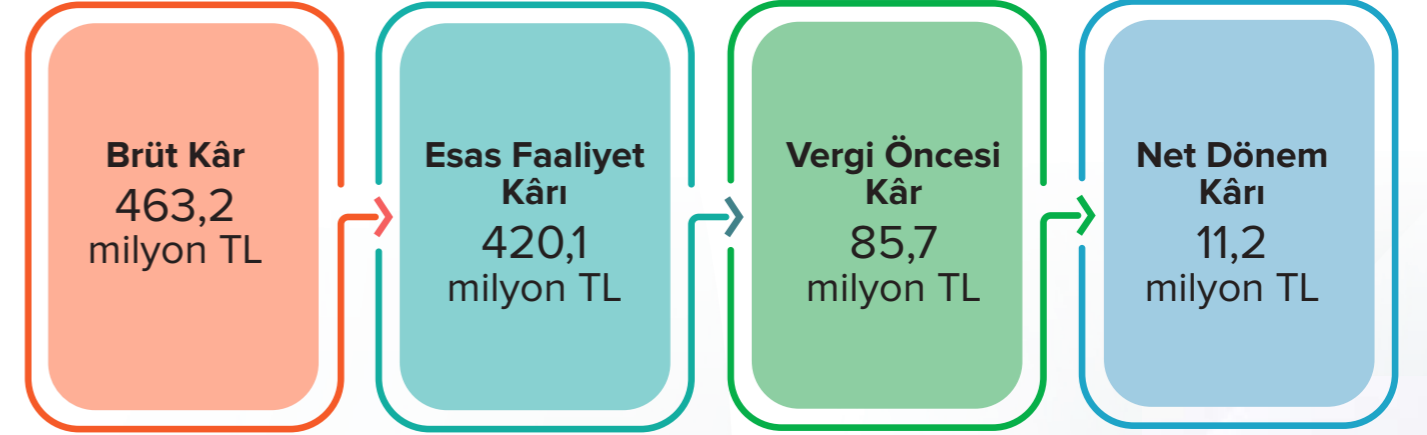 Brüt Kâr
463,2
milyon TL
Esas Faaliyet
Kârı
420,1
milyon TL
Vergi Öncesi
Kâr
85,7
milyon TL
Net Dönem
Kârı
11,2
milyon TL